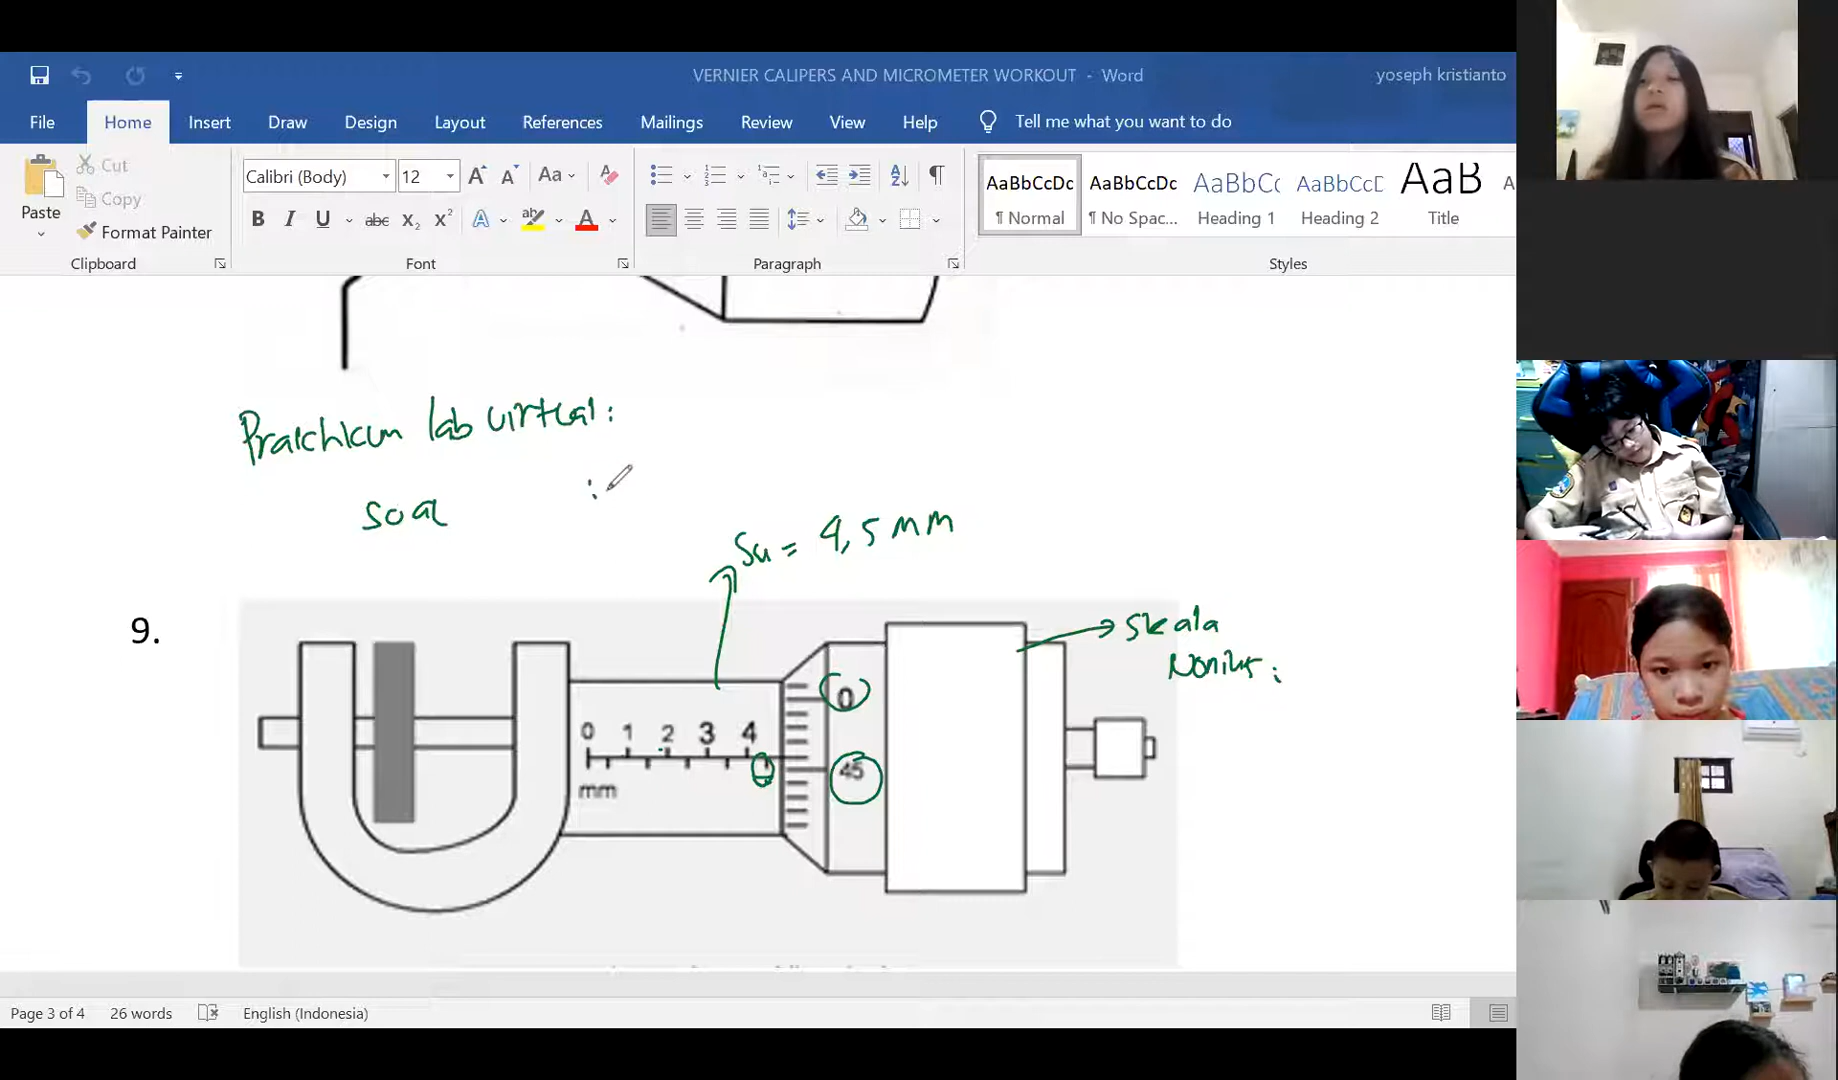 VERNIER CALIPERS AND MICROMETER WORKOUT - Word
yoseph kristianto
File Home Insert Draw Design Layout References Mailings Review View Help Tell me what you want to do
Paste
Cut
Copy
Format Painter
Clipboard
Calibri (Body) 12
Font
Paragraph
AaBbCcDc AaBbCcDc AaBbCc AaBbCcD AaB
¶ Normal ¶ No Spac... Heading 1 Heading 2 Title
Styles
Praichicum lab virtual:
soal :
Su = 4,5 mm
9.
skala
Nonius :
0 1 2 3 4
mm
0
45
Page 3 of 4 26 words English (Indonesia)